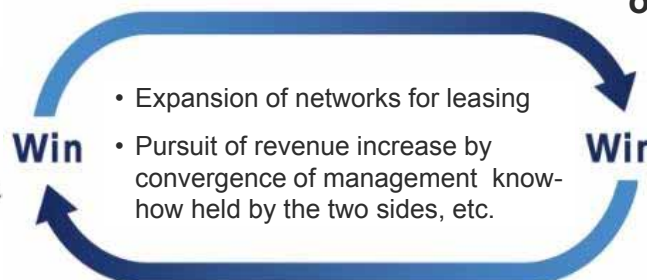 Win
• Expansion of networks for leasing
• Pursuit of revenue increase by
convergence of management know-
how held by the two sides, etc.